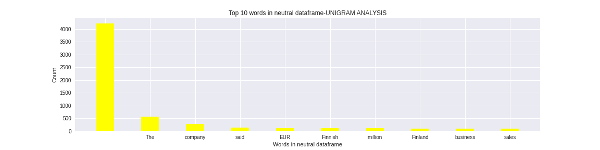 Top 10 words in neutral dataframe-UNIGRAM ANALYSIS
4000
3500
3000
2500
2000
1500
1000
500
0
Count
The company said EUR Finnish million Finland business sales
Words in neutral dataframe